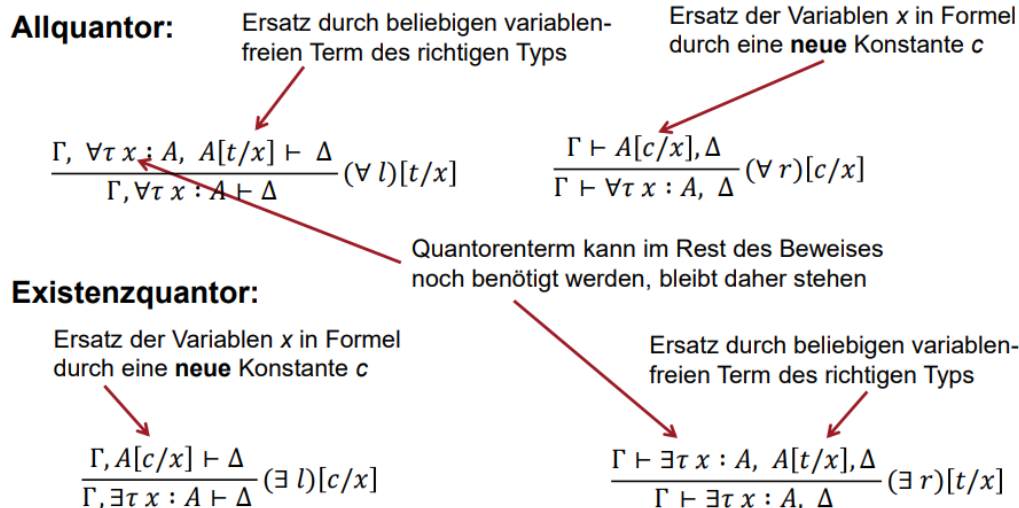 Allquantor:
Ersatz durch beliebigen variablen-
freien Term des richtigen Typs
Ersatz der Variablen x in Formel
durch eine neue Konstante c
Γ, ∀τ x : A, A[t/x] ⊢ Δ
Γ, ∀τ x : A ⊢ Δ
(∀ l)[t/x]
Γ ⊢ A[c/x], Δ
Γ ⊢ ∀τ x : A, Δ
(∀ r)[c/x]
Quantorenterm kann im Rest des Beweises
noch benötigt werden, bleibt daher stehen
Existenzquantor:
Ersatz der Variablen x in Formel
durch eine neue Konstante c
Ersatz durch beliebigen variablen-
freien Term des richtigen Typs
Γ, A[c/x] ⊢ Δ
Γ, ∃τ x : A ⊢ Δ
(∃ l)[c/x]
Γ ⊢ ∃τ x : A, A[t/x], Δ
Γ ⊢ ∃τ x : A, Δ
(∃ r)[t/x]